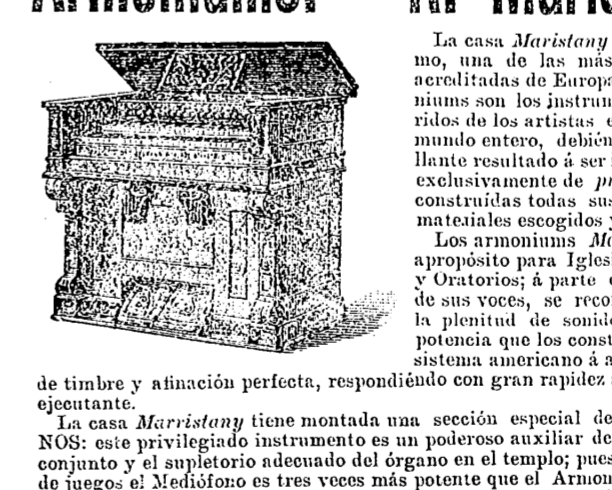 La casa Maristany
mo, una de las más
acreditadas de Europa
niums son los instrum
ridos de los artistas e
mundo entero, debién
llante resultado á ser
exclusivamente de p
construídas todas sus
materiales escogidos y
Los armoniums Ma
apropósito para Igles
y Oratorios; á parte
de sus voces, se reco
la plenitud de sonid
potencia que los const
sistema americano á a
de timbre y afinación perfecta, respondiéndo con gran rapidez
ejecutante.
La casa Marristany tiene montada una sección especial de
NOS: este privilegiado instrumento es un poderoso auxiliar de
conjunto y el supletorio adecuado del órgano en el templo; pues
de juegos el Mediófono es tres veces más potente que el Armon